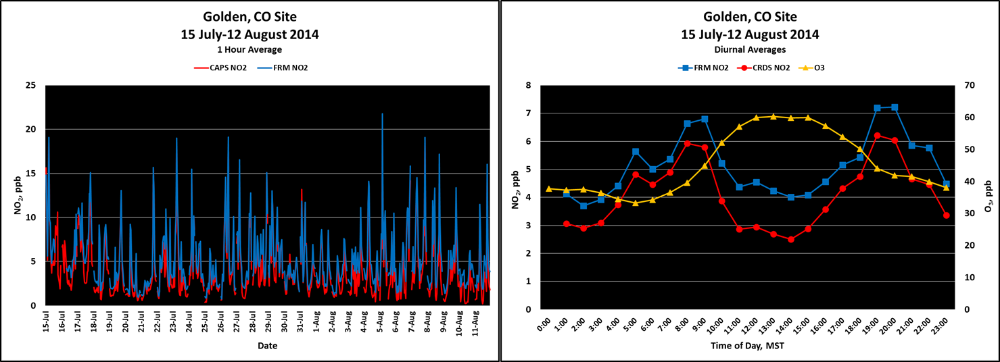 Golden, CO Site
15 July-12 August 2014
1 Hour Average
CAPS NO2 FRM NO2
25
20
15
10
5
0
NO2, ppb
15-Jul 16-Jul 17-Jul 18-Jul 19-Jul 20-Jul 21-Jul 22-Jul 23-Jul 24-Jul 25-Jul 26-Jul 27-Jul 28-Jul 29-Jul 30-Jul 31-Jul 1-Aug 2-Aug 3-Aug 4-Aug 5-Aug 6-Aug 7-Aug 8-Aug 9-Aug 10-Aug 11-Aug
Date
Golden, CO Site
15 July-12 August 2014
Diurnal Averages
FRM NO2 CRDS NO2 O3
8
7
6
5
4
3
2
1
0
NO2, ppb
70
60
50
40
30
20
10
0
O3, ppb
0:00 1:00 2:00 3:00 4:00 5:00 6:00 7:00 8:00 9:00 10:00 11:00 12:00 13:00 14:00 15:00 16:00 17:00 18:00 19:00 20:00 21:00 22:00 23:00
Time of Day, MST